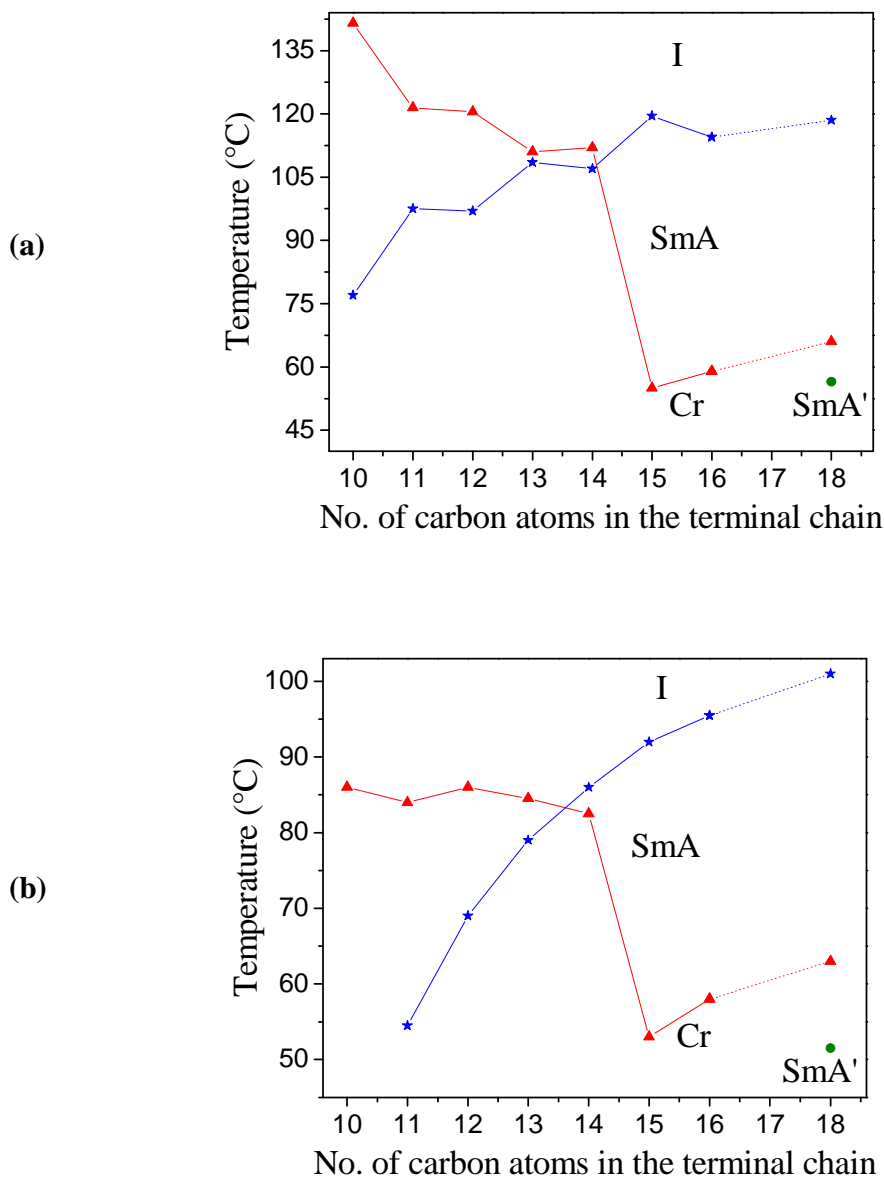 (a)
Temperature (°C)
135
120
105
90
75
60
45
I
SmA
Cr
SmA'
10 11 12 13 14 15 16 17 18
No. of carbon atoms in the terminal chain
(b)
Temperature (°C)
100
90
80
70
60
50
I
SmA
Cr
SmA'
10 11 12 13 14 15 16 17 18
No. of carbon atoms in the terminal chain